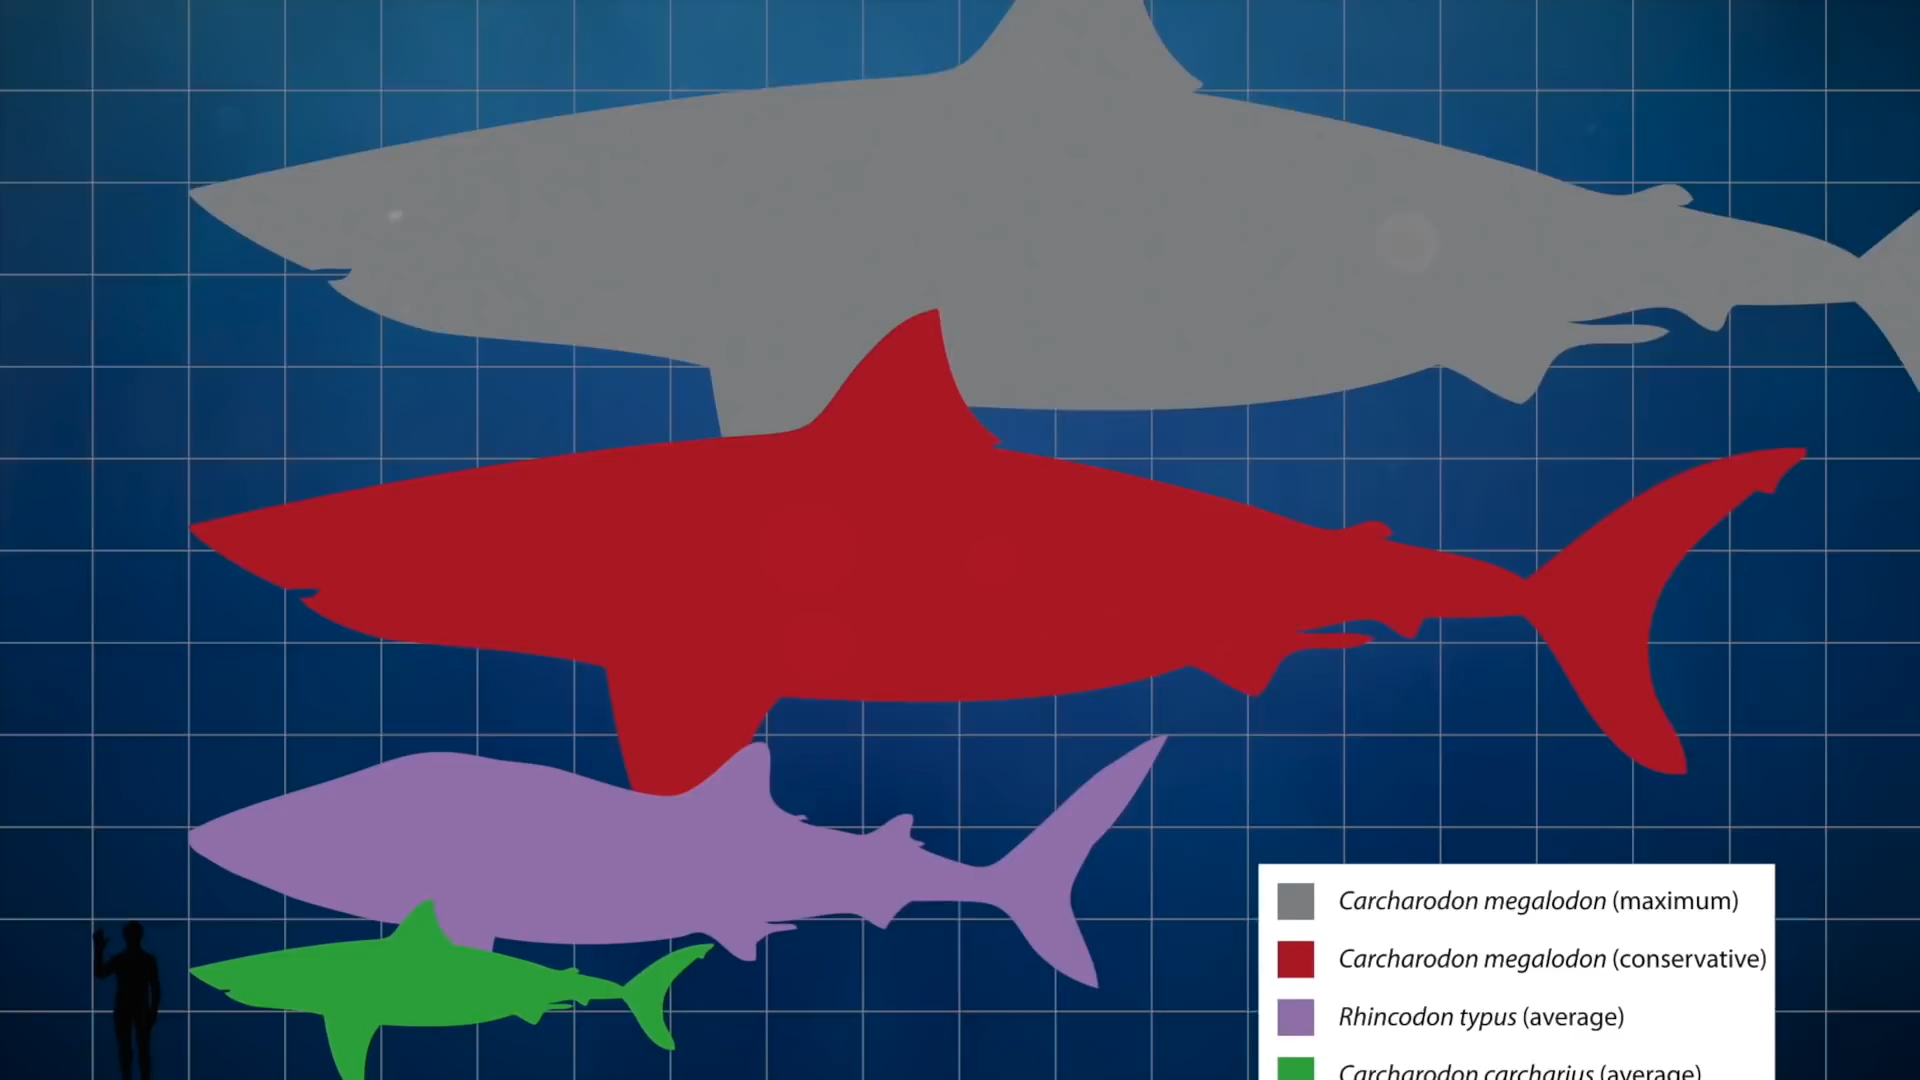 Carcharodon megalodon (maximum)
Carcharodon megalodon (conservative)
Rhincodon typus (average)
Carcharodon carcharius (average)